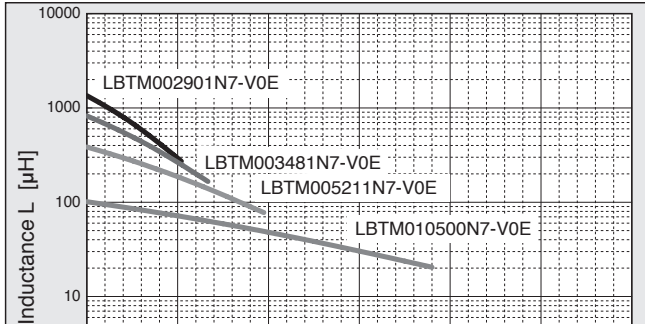 10000
LBTM002901N7-V0E
1000
LBTM003481N7-V0E
LBTM005211N7-V0E
100
LBTM010500N7-V0E
10
Inductance L [µH]